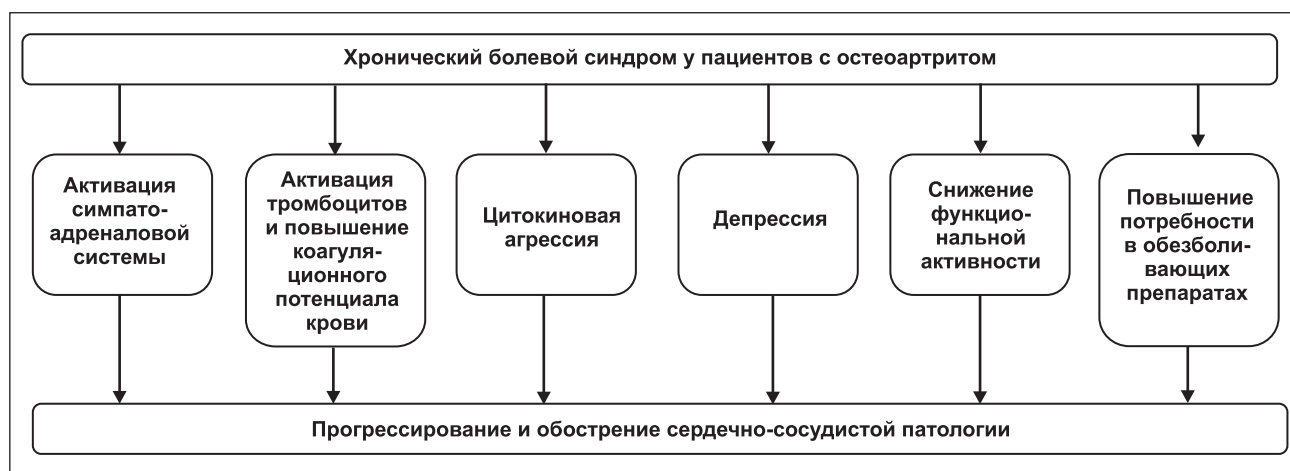 Хронический болевой синдром у пациентов с остеоартритом
Активация
симпато-
адреналовой
системы
Активация
тромбоцитов
и повышение
коагуля-
ционного
потенциала
крови
Цитокиновая
агрессия
Депрессия
Снижение
функцио-
нальной
активности
Повышение
потребности
в обезболи-
вающих
препаратах
Прогрессирование и обострение сердечно-сосудистой патологии